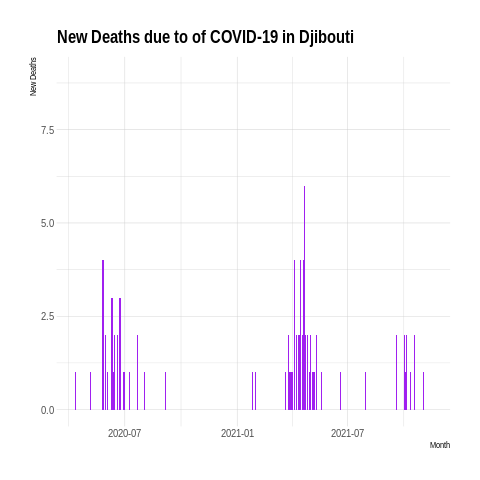 New Deaths due to of COVID-19 in Djibouti
New Deaths
7.5
5.0
2.5
0.0
2020-07 2021-01 2021-07
Month